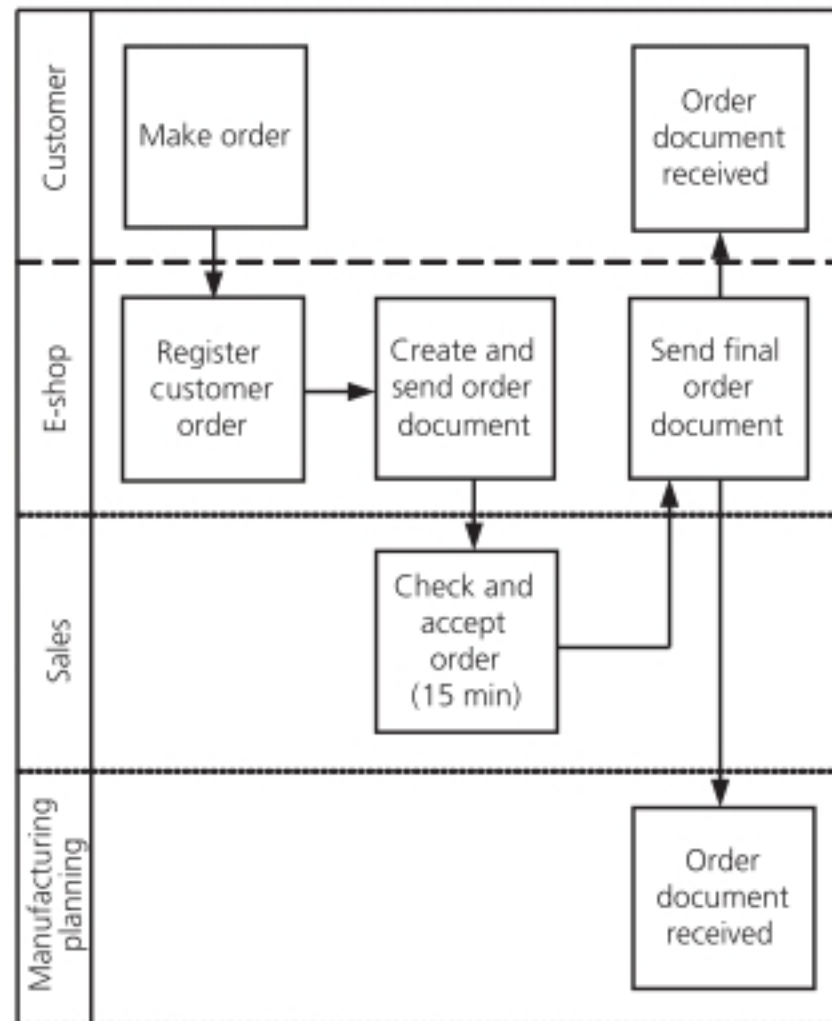 Customer
Make order
Order
document
received
E-shop
Register
customer
order
Create and
send order
document
Send final
order
document
Sales
Check and
accept
order
(15 min)
Manufacturing
planning
Order
document
received